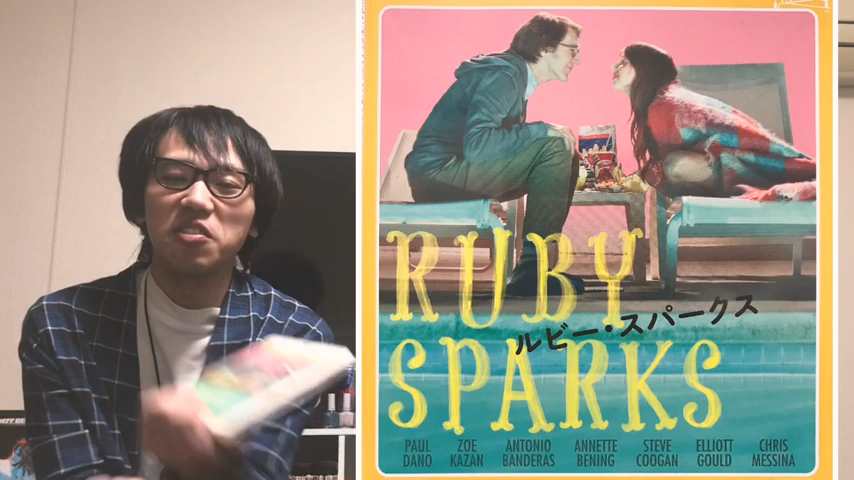 RUBY
ルビー・スパークス
SPARKS
PAUL DANO
ZOE KAZAN
ANTONIO BANDERAS
ANNETTE BENING
STEVE COOGAN
ELLIOTT GOULD
CHRIS MESSINA